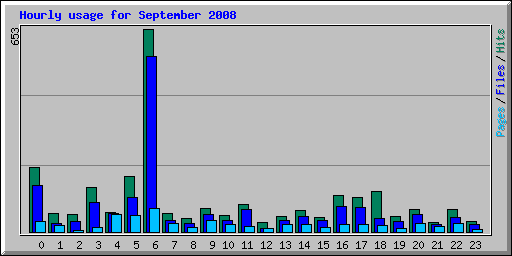 Hourly usage for September 2008
653
Pages / Files / Hits
0 1 2 3 4 5 6 7 8 9 10 11 12 13 14 15 16 17 18 19 20 21 22 23